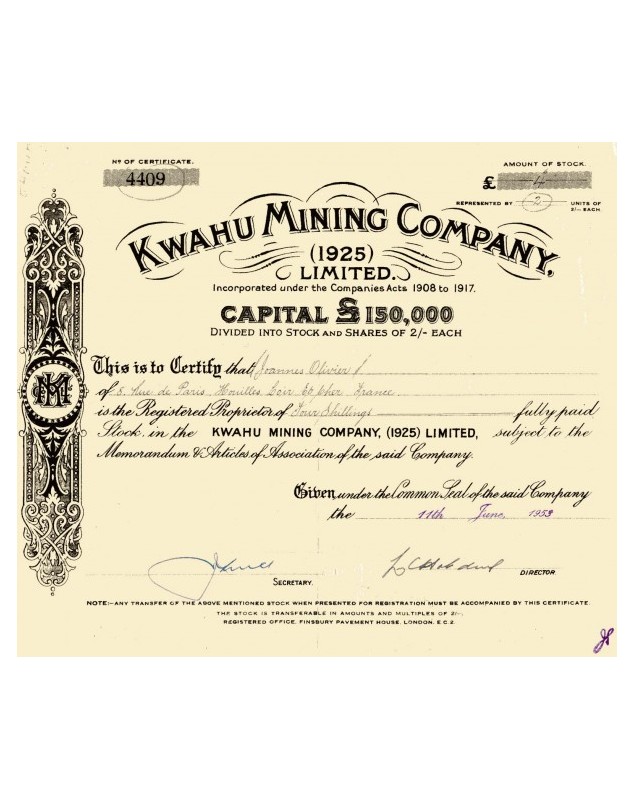 No OF CERTIFICATE.
4409
AMOUNT OF STOCK.
£ 4/-
REPRESENTED BY 2 UNITS OF 2/- EACH
KWAHU MINING COMPANY,
(1925)
LIMITED.
Incorporated under the Companies Acts 1908 to 1917.
CAPITAL £150,000
DIVIDED INTO STOCK AND SHARES OF 2/- EACH
This is to Certify that Joannes Olivier
of 5, Rue de Paris, Houilles, Loir Et Cher, France
is the Registered Proprietor of Four Shillings fully paid
Stock, in the KWAHU MINING COMPANY, (1925) LIMITED, subject to the
Memorandum & Articles of Association of the said Company.
KM
Given under the Common Seal of the said Company
the 11th June, 1953
SECRETARY.
DIRECTOR
NOTE:-ANY TRANSFER OF THE ABOVE MENTIONED STOCK WHEN PRESENTED FOR REGISTRATION MUST BE ACCOMPANIED BY THIS CERTIFICATE.
THE STOCK IS TRANSFERABLE IN AMOUNTS AND MULTIPLES OF 2/-.
REGISTERED OFFICE, FINSBURY PAVEMENT HOUSE, LONDON. E.C.2.